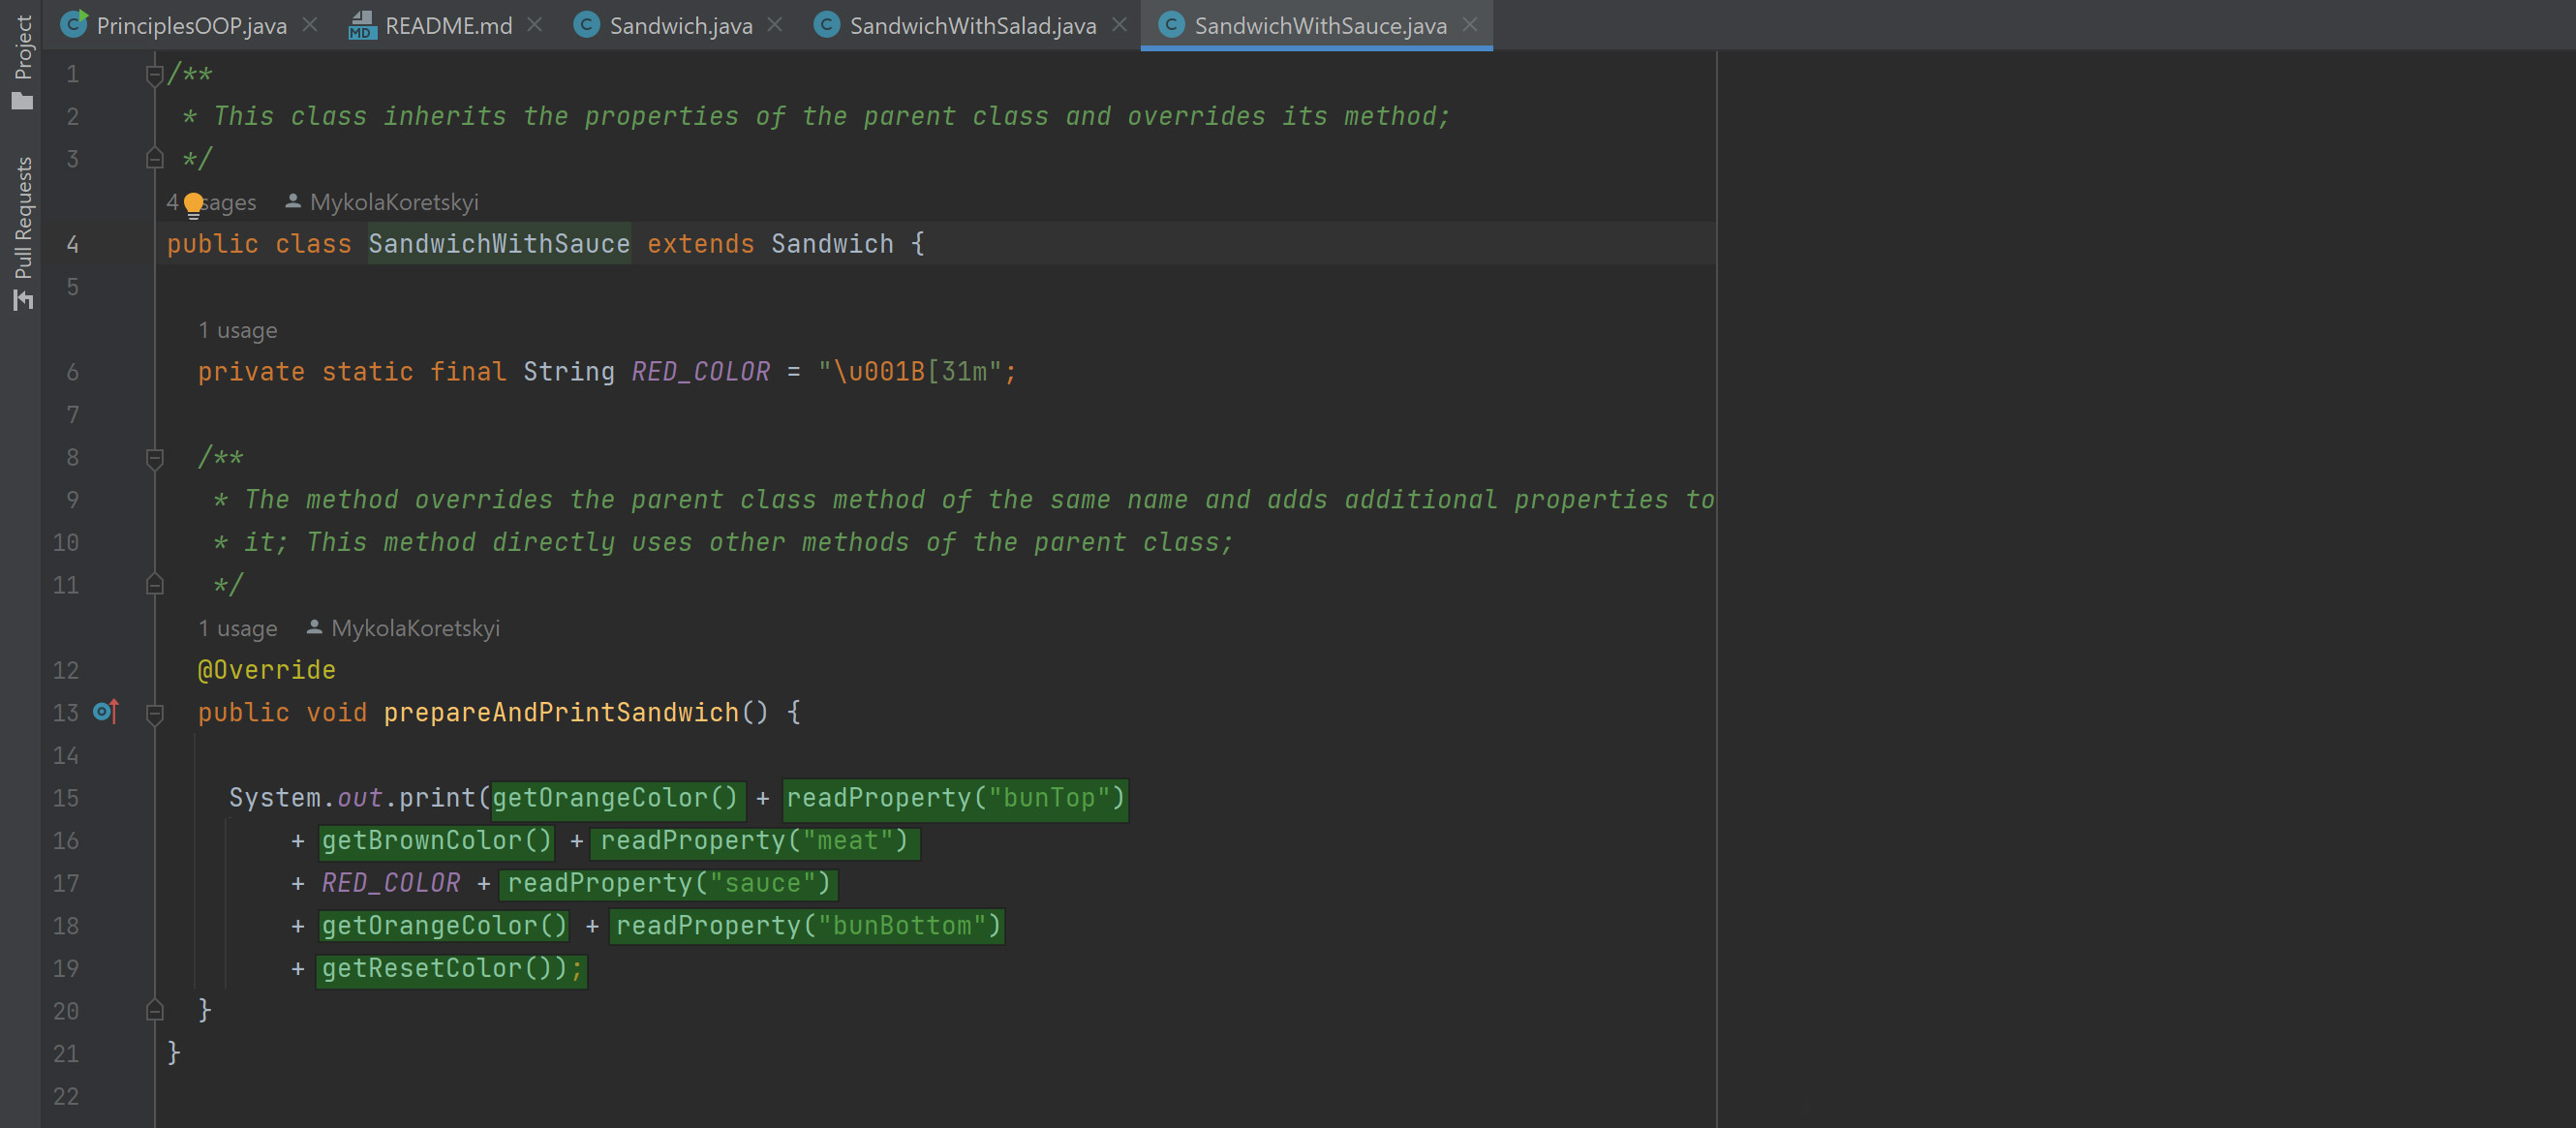 Project
Pull Requests
PrinciplesOOP.java
README.md
Sandwich.java
SandwichWithSalad.java
SandwichWithSauce.java
1 /**
2 * This class inherits the properties of the parent class and overrides its method;
3 */
4 sages MykolaKoretskyi
4 public class SandwichWithSauce extends Sandwich {
5
1 usage
6 private static final String RED_COLOR = "\u001B[31m";
7
8 /**
9 * The method overrides the parent class method of the same name and adds additional properties to
10 * it; This method directly uses other methods of the parent class;
11 */
1 usage MykolaKoretskyi
12 @Override
13 public void prepareAndPrintSandwich() {
14
15 System.out.print(getOrangeColor() + readProperty("bunTop")
16 + getBrownColor() + readProperty("meat")
17 + RED_COLOR + readProperty("sauce")
18 + getOrangeColor() + readProperty("bunBottom")
19 + getResetColor());
20 }
21 }
22